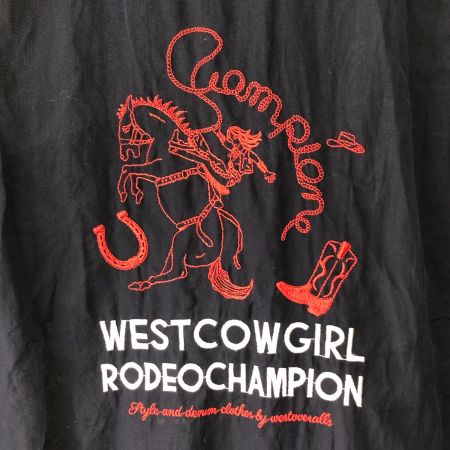 Champione
WESTCOWGIRL
RODEOCHAMPION
Style and denim clothes by westoveralls